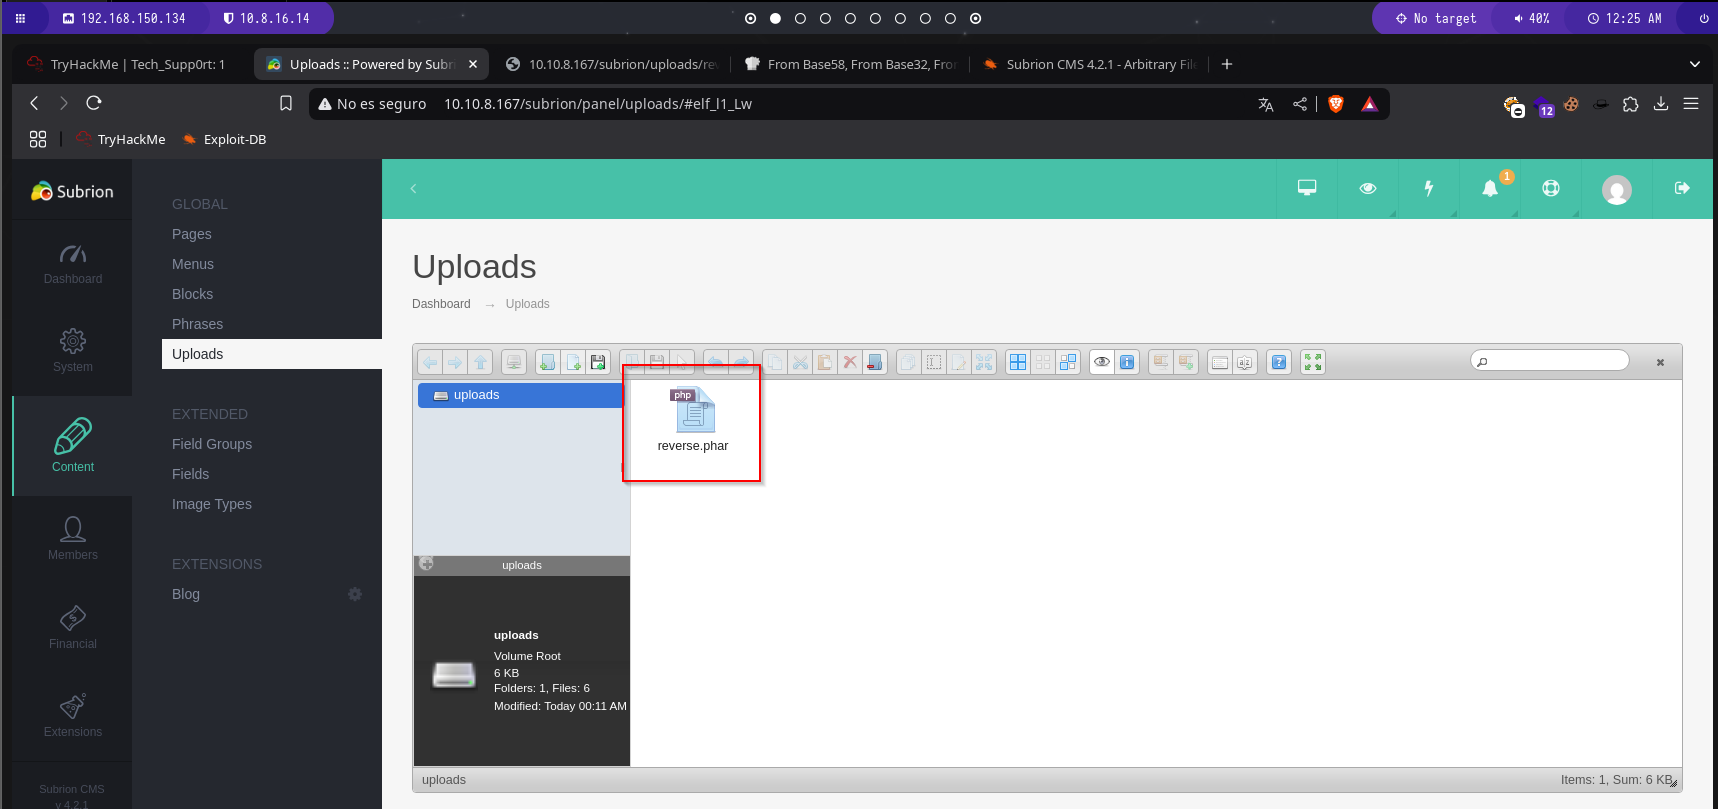 192.168.150.134
10.8.16.14
No target
40%
12:25 AM
TryHackMe | Tech_Supp0rt: 1
Uploads :: Powered by Subri
10.10.8.167/subrion/uploads/rev
From Base58, From Base32, Fro
Subrion CMS 4.2.1 - Arbitrary File
No es seguro
10.10.8.167/subrion/panel/uploads/#elf_l1_Lw
12
TryHackMe
Exploit-DB
Subrion
Dashboard
System
Content
Members
Financial
Extensions
Subrion CMS
v 4.2.1
GLOBAL
Pages
Menus
Blocks
Phrases
Uploads
EXTENDED
Field Groups
Fields
Image Types
EXTENSIONS
Blog
1
Uploads
Dashboard → Uploads
uploads
php
reverse.phar
uploads
uploads
Volume Root
6 KB
Folders: 1, Files: 6
Modified: Today 00:11 AM
uploads
Items: 1, Sum: 6 KB